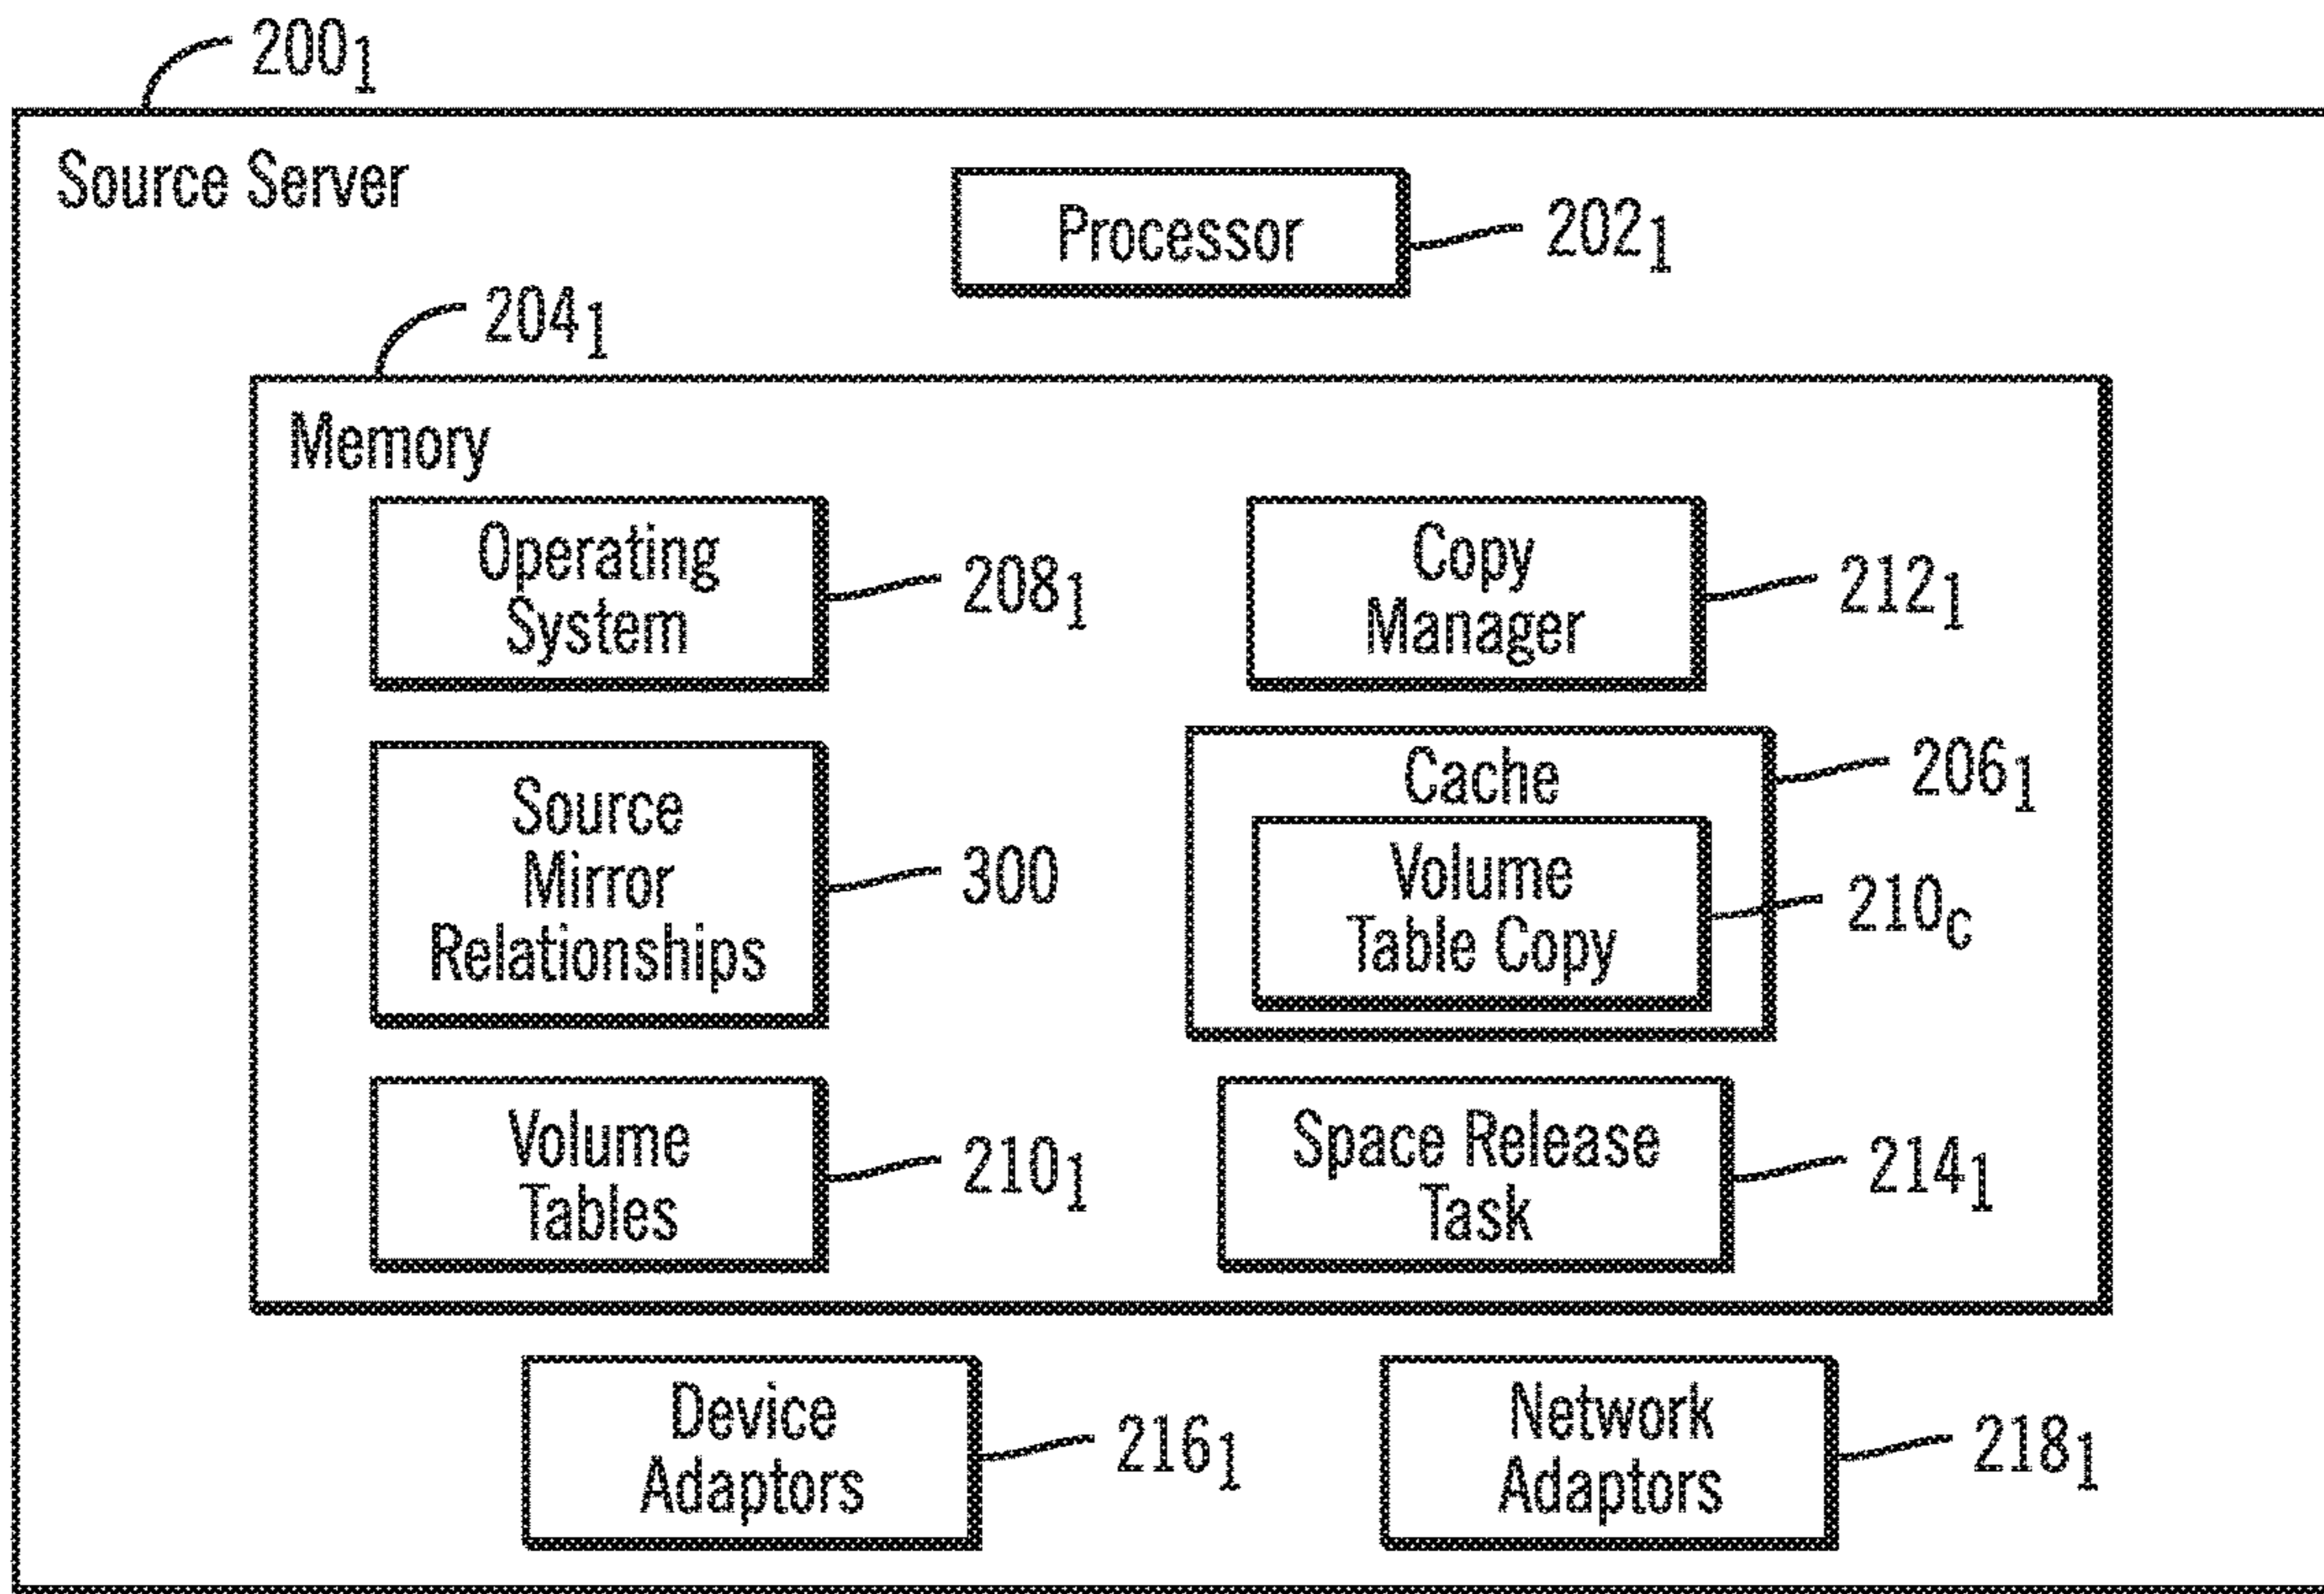 200₁
Source Server
Processor
202₁
204₁
Memory
Operating
System
208₁
Copy
Manager
212₁
Source
Mirror
Relationships
300
Cache
206₁
Volume
Table Copy
210c
Volume
Tables
210₁
Space Release
Task
214₁
Device
Adaptors
216₁
Network
Adaptors
218₁